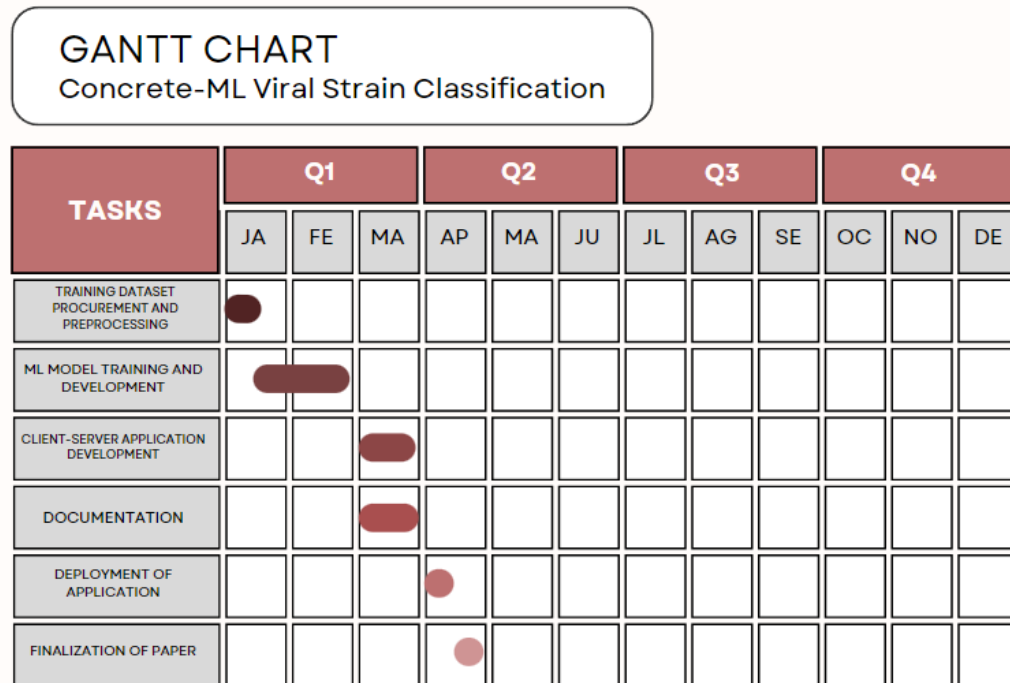 GANTT CHART
Concrete-ML Viral Strain Classification
TASKS
Q1 Q2 Q3 Q4
JA FE MA AP MA JU JL AG SE OC NO DE
TRAINING DATASET
PROCUREMENT AND
PREPROCESSING
ML MODEL TRAINING AND
DEVELOPMENT
CLIENT-SERVER APPLICATION
DEVELOPMENT
DOCUMENTATION
DEPLOYMENT OF
APPLICATION
FINALIZATION OF PAPER